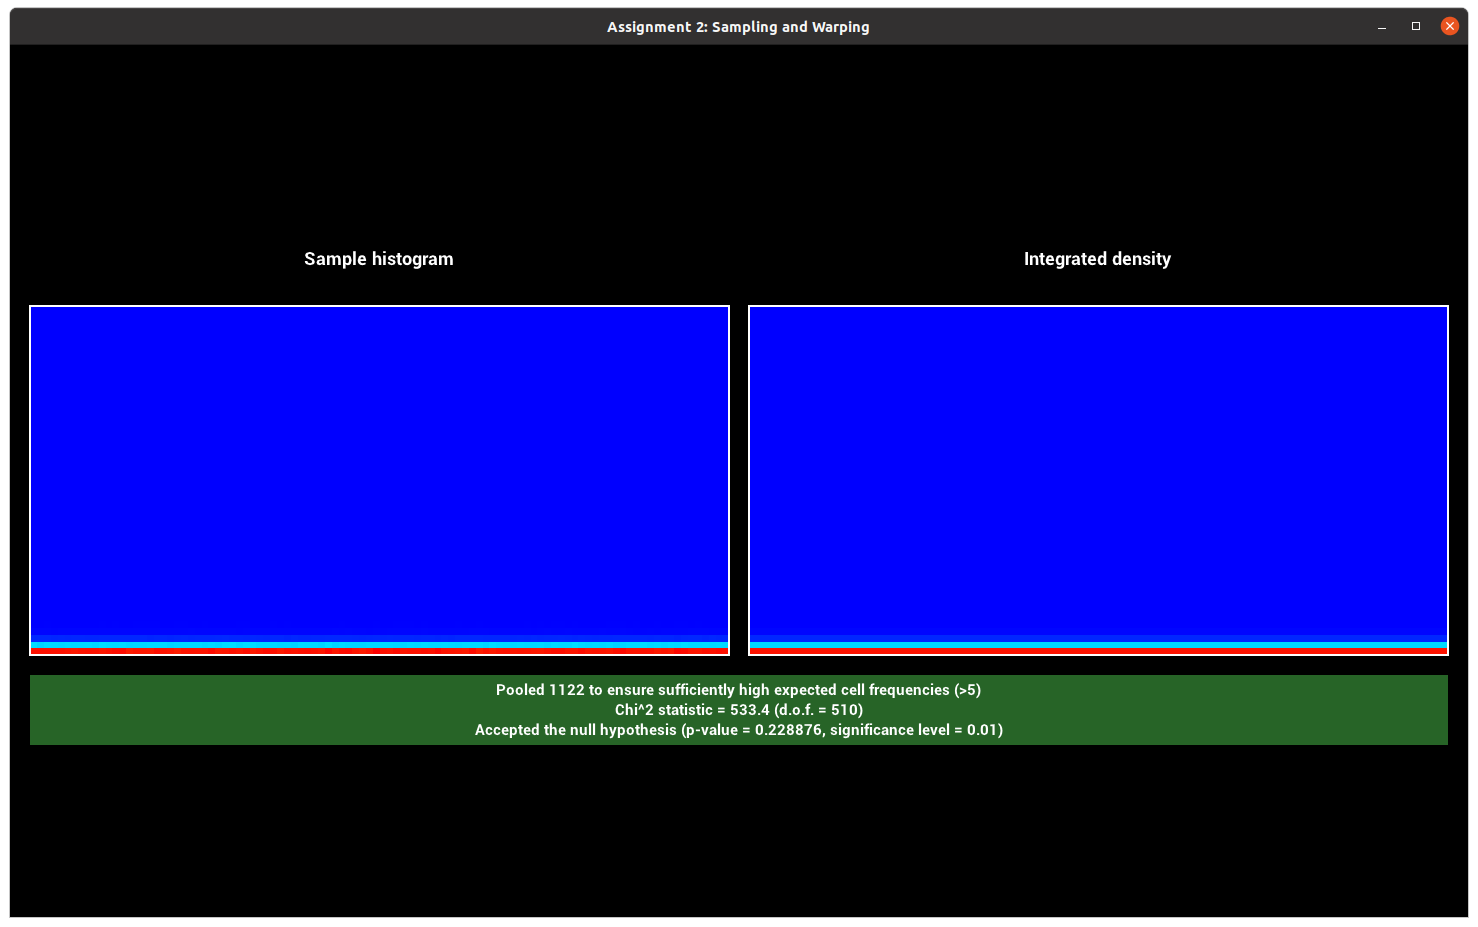 Assignment 2: Sampling and Warping
Sample histogram
Integrated density
Pooled 1122 to ensure sufficiently high expected cell frequencies (>5)
Chi^2 statistic = 533.4 (d.o.f. = 510)
Accepted the null hypothesis (p-value = 0.228876, significance level = 0.01)